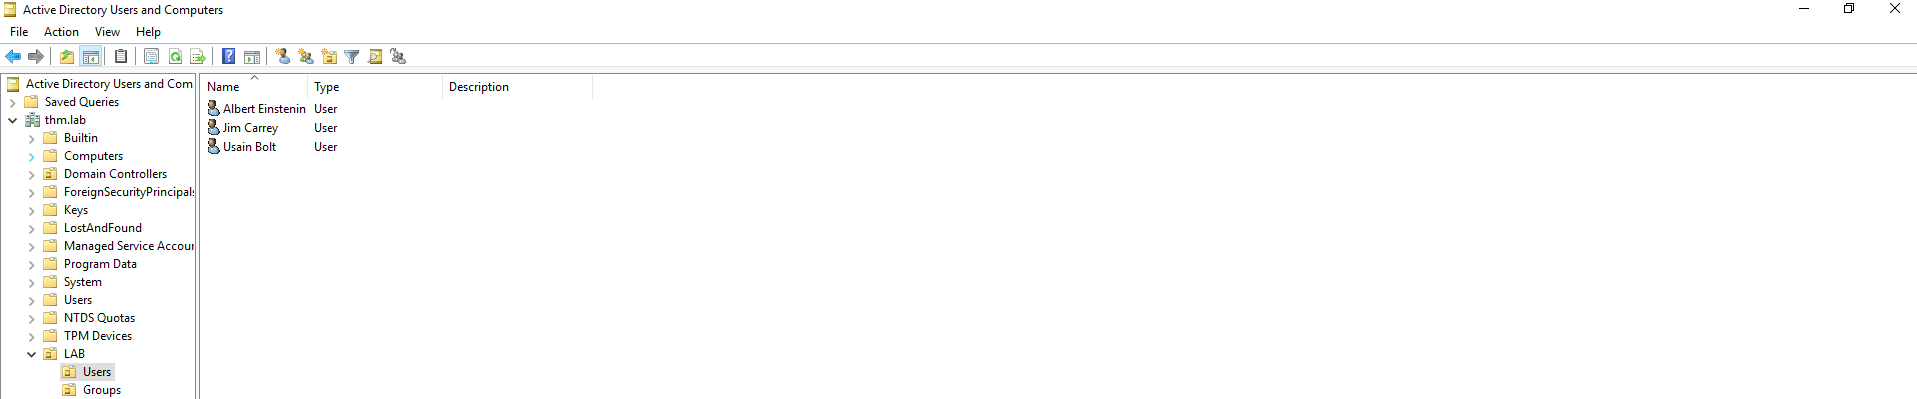 Active Directory Users and Computers
File Action View Help
Active Directory Users and Com
Saved Queries
thm.lab
Builtin
Computers
Domain Controllers
ForeignSecurityPrincipals
Keys
LostAndFound
Managed Service Accour
Program Data
System
Users
NTDS Quotas
TPM Devices
LAB
Users
Groups
Name Type Description
Albert Einstenin User
Jim Carrey User
Usain Bolt User